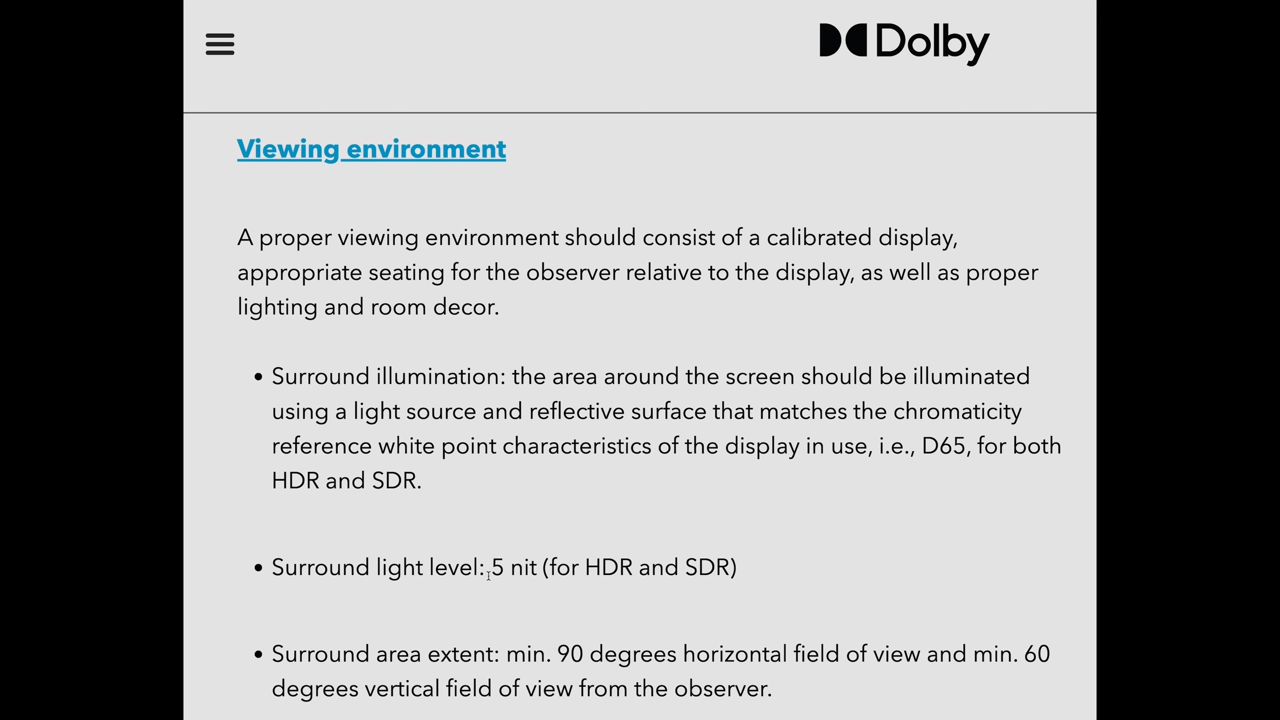 Dolby
Viewing environment
A proper viewing environment should consist of a calibrated display,
appropriate seating for the observer relative to the display, as well as proper
lighting and room decor.
• Surround illumination: the area around the screen should be illuminated
using a light source and reflective surface that matches the chromaticity
reference white point characteristics of the display in use, i.e., D65, for both
HDR and SDR.
• Surround light level: 5 nit (for HDR and SDR)
• Surround area extent: min. 90 degrees horizontal field of view and min. 60
degrees vertical field of view from the observer.